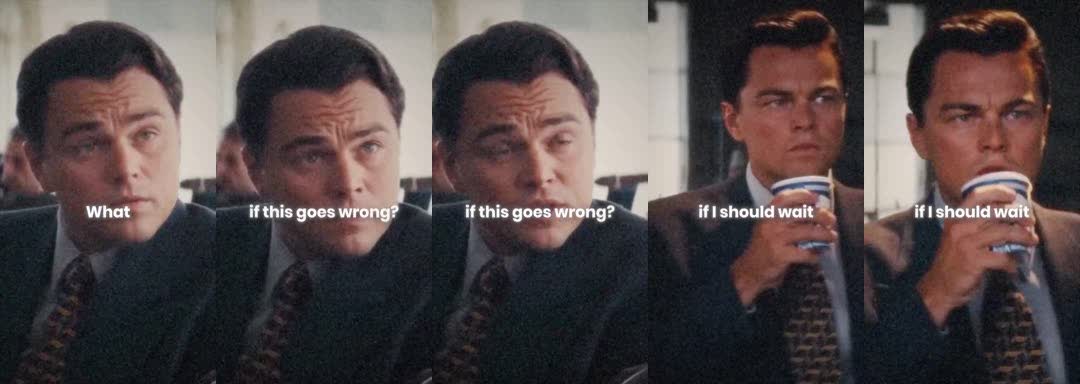 What
if this goes wrong?
if this goes wrong?
if I should wait
if I should wait